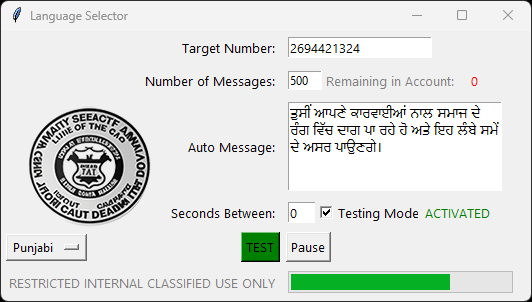 Language Selector
Target Number: 2694421324
Number of Messages: 500 Remaining in Account: 0
Auto Message:
ਤੁਸੀਂ ਆਪਣੇ ਕਾਰਵਾਈਆਂ ਨਾਲ ਸਮਾਜ ਦੇ
ਰੰਗ ਵਿੱਚ ਦਾਗ ਪਾ ਰਹੇ ਹੋ ਅਤੇ ਇਹ ਲੰਬੇ ਸਮੇਂ
ਦੇ ਅਸਰ ਪਾਉਣਗੇ।
Seconds Between: 0 Testing Mode ACTIVATED
Punjabi TEST Pause
RESTRICTED INTERNAL CLASSIFIED USE ONLY